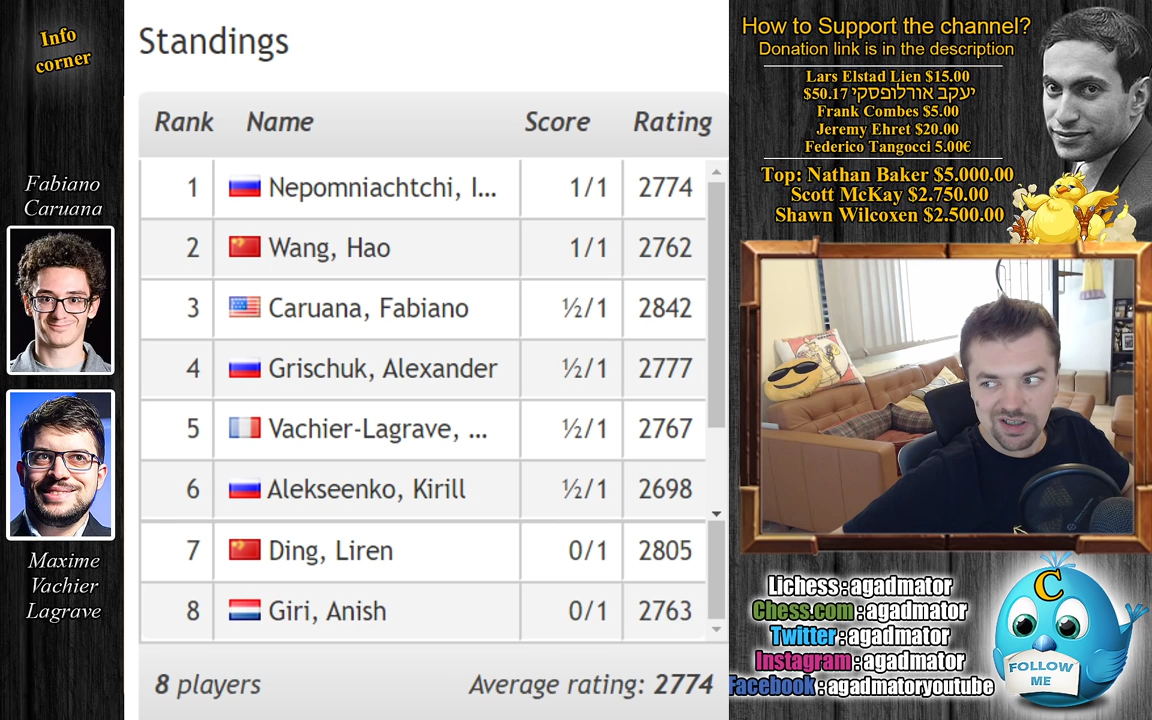 Info
corner
Fabiano
Caruana
Maxime
Vachier
Lagrave
Standings
Rank Name Score Rating
1 Nepomniachtchi, I... 1/1 2774
2 Wang, Hao 1/1 2762
3 Caruana, Fabiano ½/1 2842
4 Grischuk, Alexander ½/1 2777
5 Vachier-Lagrave, ... ½/1 2767
6 Alekseenko, Kirill ½/1 2698
7 Ding, Liren 0/1 2805
8 Giri, Anish 0/1 2763
8 players Average rating: 2774
How to Support the channel?
Donation link is in the description
Lars Elstad Lien $15.00
יעקב אורלופסקי $50.17
Frank Combes $5.00
Jeremy Ehret $20.00
Federico Tangocci 5.00€
Top: Nathan Baker $5.000.00
Scott McKay $2.750.00
Shawn Wilcoxen $2.500.00
Lichess : agadmator
Chess.com : agadmator
Twitter : agadmator
Instagram : agadmator
Facebook : agadmatoryoutube
C
FOLLOW
ME